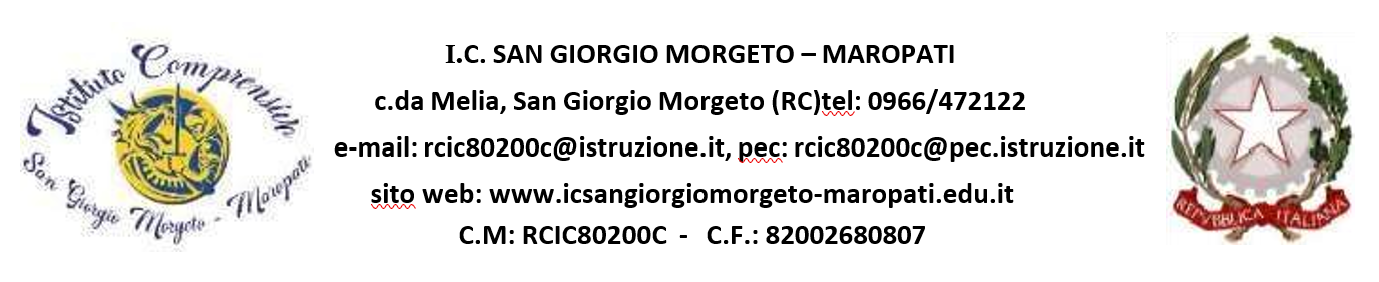 Istituto Comprensivo
San Giorgio Morgeto - Maropati
I.C. SAN GIORGIO MORGETO – MAROPATI
c.da Melia, San Giorgio Morgeto (RC)tel: 0966/472122
e-mail: rcic80200c@istruzione.it, pec: rcic80200c@pec.istruzione.it
sito web: www.icsangiorgiomorgeto-maropati.edu.it
C.M: RCIC80200C - C.F.: 82002680807
REPVBBLICA ITALIANA